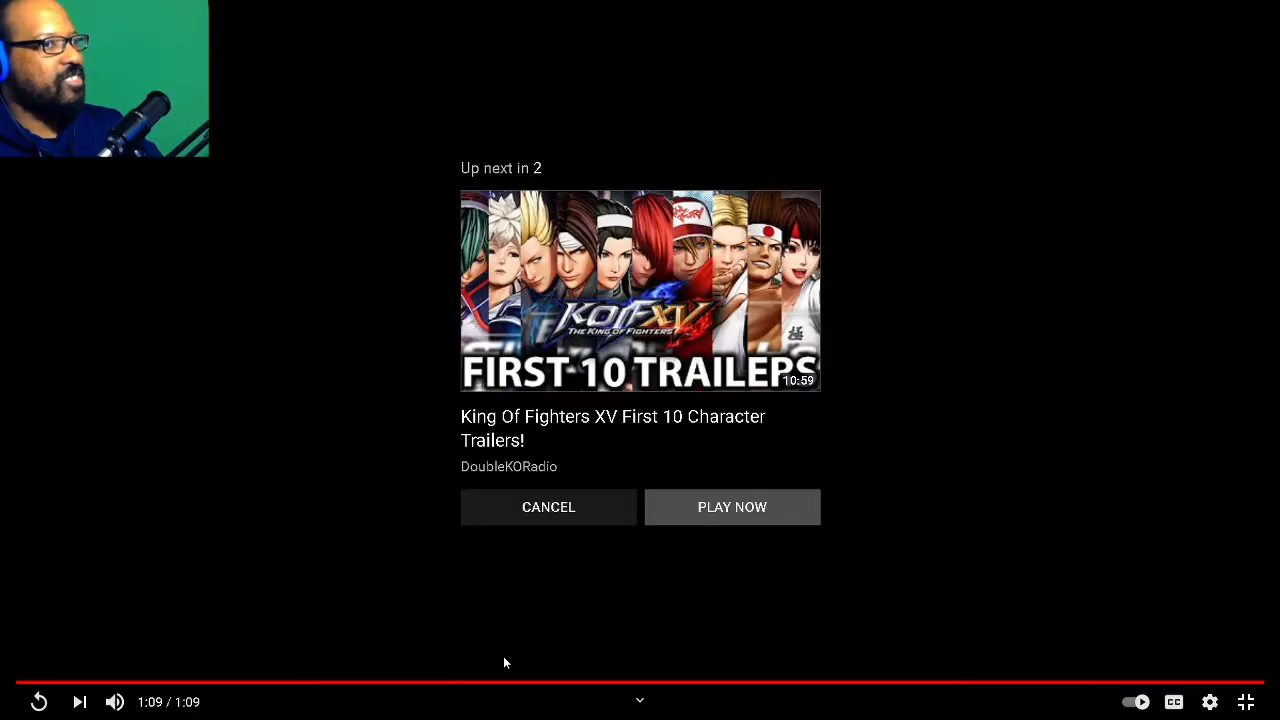 Up next in 2
KOF XV
THE KING OF FIGHTERS
FIRST 10 TRAILERS
10:59
King Of Fighters XV First 10 Character
Trailers!
DoubleKORadio
CANCEL
PLAY NOW
1:09 / 1:09
CC